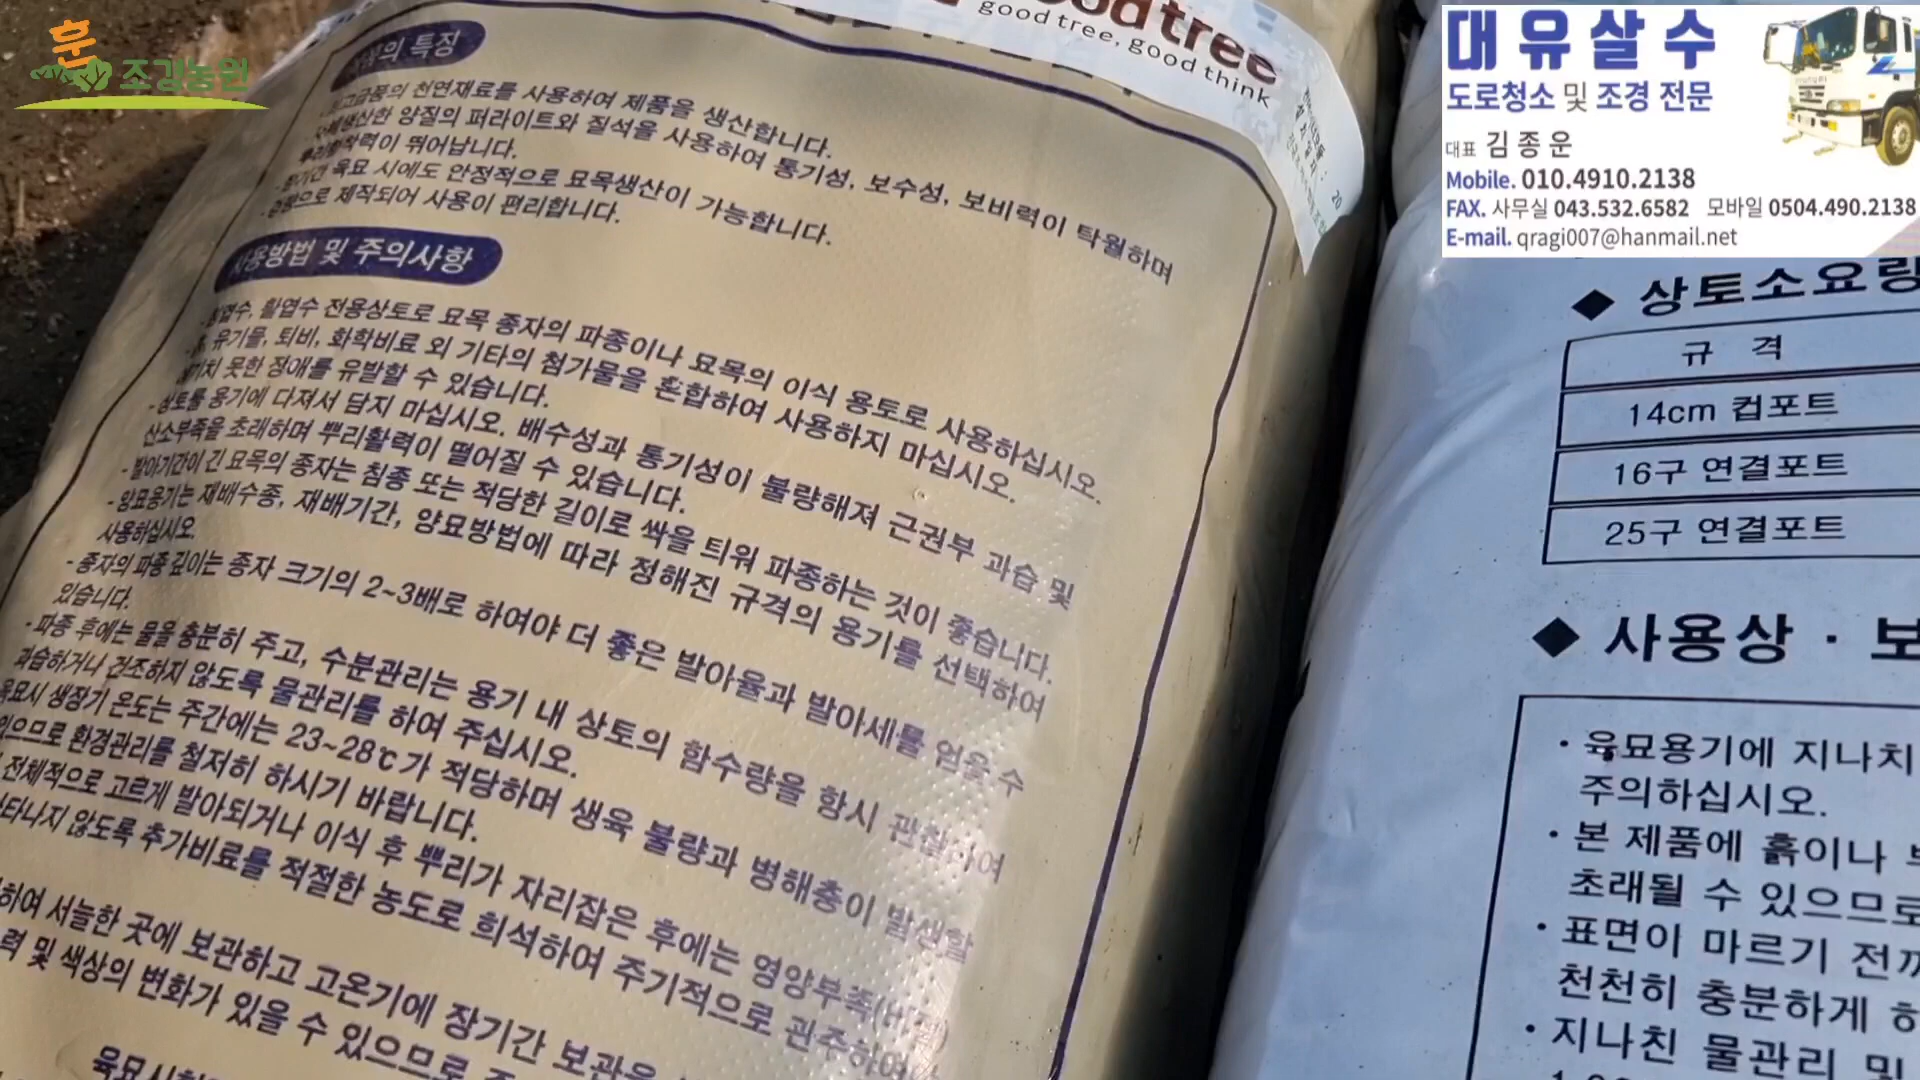 훈
조경농원
good tree
good tree, good think
특징
천연재료를 사용하여 제품을 생산합니다.
양질의 퍼라이트와 질석을 사용하여 통기성, 보수성, 보비력이 탁월하며
뛰어납니다.
육묘 시에도 안정적으로 묘목생산이 가능합니다.
제작되어 사용이 편리합니다.
사용방법 및 주의사항
활엽수 전용상토로 묘목 종자의 파종이나 묘목의 이식 용토로 사용하십시오.
유기물, 퇴비, 화학비료 외 기타의 첨가물을 혼합하여 사용하지 마십시오.
못한 장애를 유발할 수 있습니다.
- 상토를 용기에 다져서 담지 마십시오. 배수성과 통기성이 불량해져 근권부 과습 및
산소부족을 초래하며 뿌리활력이 떨어질 수 있습니다.
- 발아기간이 긴 묘목의 종자는 침종 또는 적당한 길이로 싹을 틔워 파종하는 것이 좋습니다.
- 양묘용기는 재배수종, 재배기간, 양묘방법에 따라 정해진 규격의 용기를 선택하여
사용하십시오.
- 종자의 파종 깊이는 종자 크기의 2~3배로 하여야 더 좋은 발아율과 발아세를 얻을 수
있습니다.
- 파종 후에는 물을 충분히 주고, 수분관리는 용기 내 상토의 함수량을 항시 관찰하여
과습하거나 건조하지 않도록 물관리를 하여 주십시오.
육묘시 생장기 온도는 주간에는 23~28℃가 적당하며 생육 불량과 병해충이 발생할
있으므로 환경관리를 철저히 하시기 바랍니다.
전체적으로 고르게 발아되거나 이식 후 뿌리가 자리잡은 후에는 영양부족
나타나지 않도록 추가비료를 적절한 농도로 희석하여 주기적으로 관주하여
하여 서늘한 곳에 보관하고 고온기에 장기간 보관
력 및 색상의 변화가 있을 수 있으므로
대유살수
도로청소 및 조경 전문
대표 김종운
Mobile. 010.4910.2138
FAX. 사무실 043.532.6582 모바일 0504.490.2138
E-mail. qragi007@hanmail.net
◆ 상토소요량
규 격
14cm 컵포트
16구 연결포트
25구 연결포트
◆ 사용상 · 보
· 육묘용기에 지나치
주의하십시오.
· 본 제품에 흙이나
초래될 수 있으므로
· 표면이 마르기 전까
천천히 충분하게 하
· 지나친 물관리 및